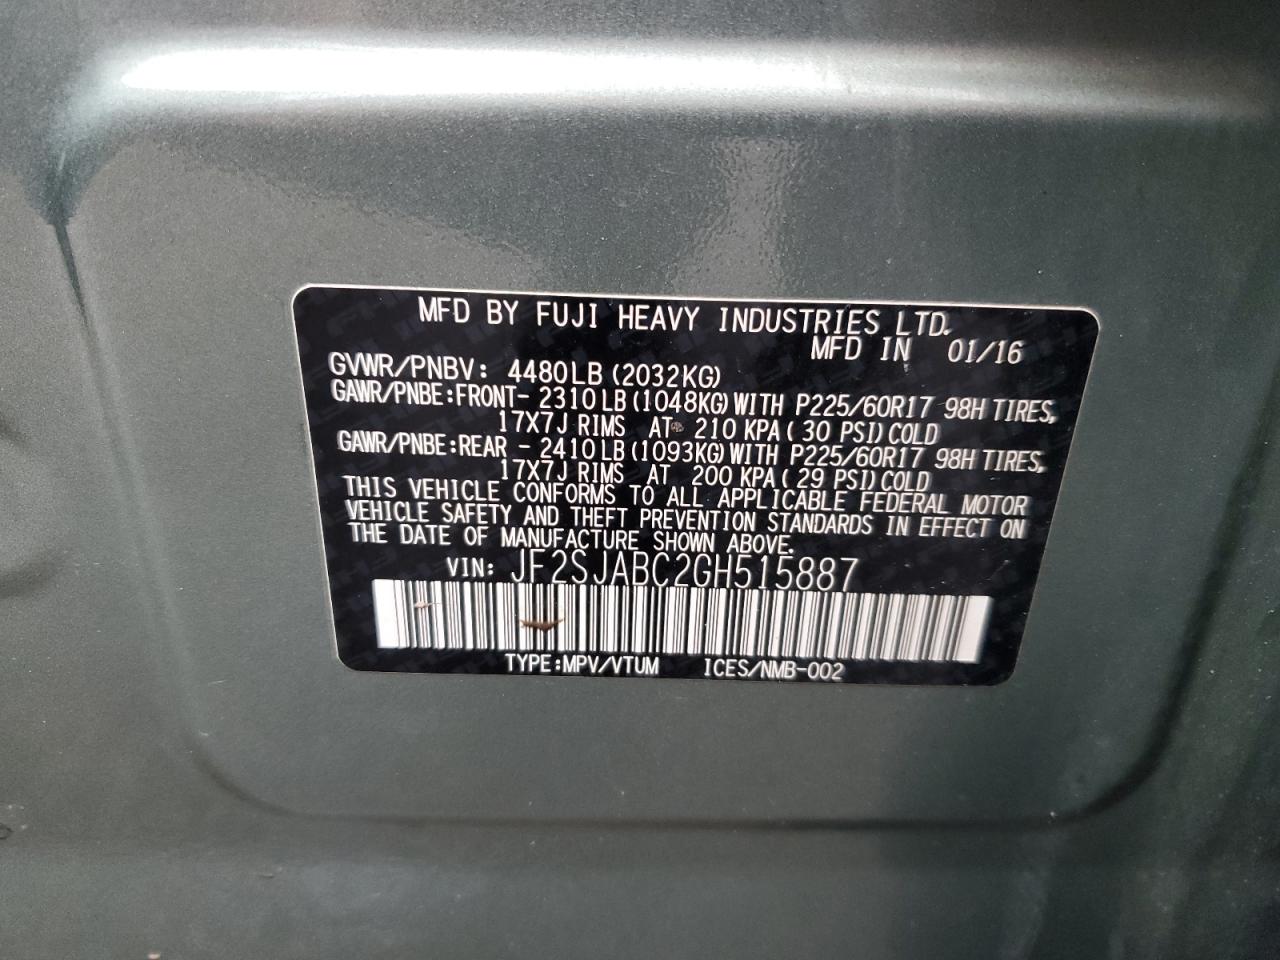 MFD BY FUJI HEAVY INDUSTRIES LTD.
MFD IN 01/16
GVWR/PNBV: 4480LB (2032KG)
GAWR/PNBE:FRONT- 2310LB (1048KG) WITH P225/60R17 98H TIRES,
17X7J RIMS AT 210 KPA ( 30 PSI) COLD
GAWR/PNBE:REAR - 2410LB (1093KG) WITH P225/60R17 98H TIRES,
17X7J RIMS AT 200 KPA ( 29 PSI) COLD
THIS VEHICLE CONFORMS TO ALL APPLICABLE FEDERAL MOTOR
VEHICLE SAFETY AND THEFT PREVENTION STANDARDS IN EFFECT ON
THE DATE OF MANUFACTURE SHOWN ABOVE.
VIN: JF2SJABC2GH515887
TYPE:MPV/VTUM ICES/NMB-002